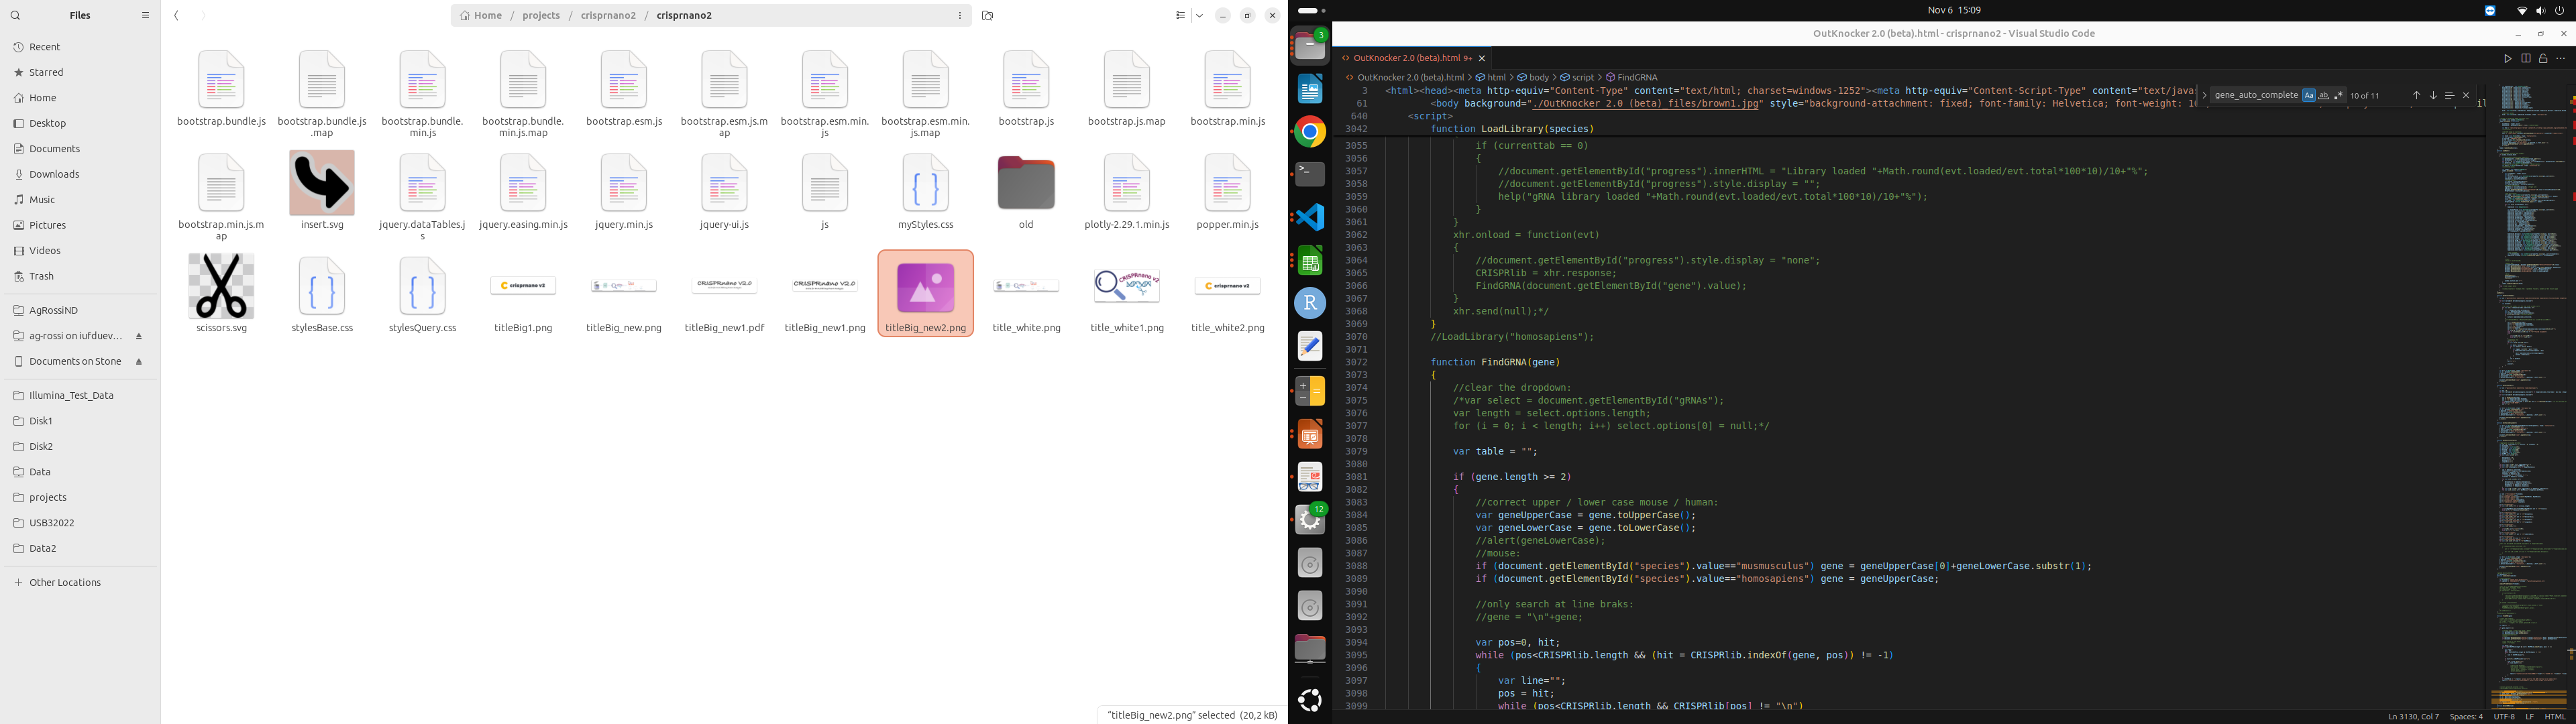 Files
Home / projects / crisprnano2 / crisprnano2
Recent
Starred
Home
Desktop
Documents
Downloads
Music
Pictures
Videos
Trash
AgRossiND
ag-rossi on iufduev…
Documents on Stone
Illumina_Test_Data
Disk1
Disk2
Data
projects
USB32022
Data2
Other Locations
bootstrap.bundle.js
bootstrap.bundle.js.map
bootstrap.bundle.min.js
bootstrap.bundle.min.js.map
bootstrap.esm.js
bootstrap.esm.js.map
bootstrap.esm.min.js
bootstrap.esm.min.js.map
bootstrap.js
bootstrap.js.map
bootstrap.min.js
bootstrap.min.js.map
insert.svg
jquery.dataTables.js
jquery.easing.min.js
jquery.min.js
jquery-ui.js
js
myStyles.css
old
plotly-2.29.1.min.js
popper.min.js
scissors.svg
stylesBase.css
stylesQuery.css
titleBig1.png
titleBig_new.png
titleBig_new1.pdf
titleBig_new1.png
titleBig_new2.png
title_white.png
title_white1.png
title_white2.png
crisprnano v2
CRISPRnano V2.0
CRISPRnano V2.0
CRISPRnano v2
crisprnano v2
"titleBig_new2.png" selected (20,2 kB)
Nov 6 15:09
3
12
OutKnocker 2.0 (beta).html - crisprnano2 - Visual Studio Code
OutKnocker 2.0 (beta).html 9+
OutKnocker 2.0 (beta).html > html > body > script > FindGRNA
gene_auto_complete Aa ab 10 of 11
3 <html><head><meta http-equiv="Content-Type" content="text/html; charset=windows-1252"><meta http-equiv="Content-Script-Type" content="text/java
61 <body background="./OutKnocker 2.0 (beta)_files/brown1.jpg" style="background-attachment: fixed; font-family: Helvetica; font-weight: 10
640 <script>
3042 function LoadLibrary(species)
3055 if (currenttab == 0)
3056 {
3057 //document.getElementById("progress").innerHTML = "Library loaded "+Math.round(evt.loaded/evt.total*100*10)/10+"%";
3058 //document.getElementById("progress").style.display = "";
3059 help("gRNA library loaded "+Math.round(evt.loaded/evt.total*100*10)/10+"%");
3060 }
3061 }
3062 xhr.onload = function(evt)
3063 {
3064 //document.getElementById("progress").style.display = "none";
3065 CRISPRlib = xhr.response;
3066 FindGRNA(document.getElementById("gene").value);
3067 }
3068 xhr.send(null);*/
3069 }
3070 //LoadLibrary("homosapiens");
3071
3072 function FindGRNA(gene)
3073 {
3074 //clear the dropdown:
3075 /*var select = document.getElementById("gRNAs");
3076 var length = select.options.length;
3077 for (i = 0; i < length; i++) select.options[0] = null;*/
3078
3079 var table = "";
3080
3081 if (gene.length >= 2)
3082 {
3083 //correct upper / lower case mouse / human:
3084 var geneUpperCase = gene.toUpperCase();
3085 var geneLowerCase = gene.toLowerCase();
3086 //alert(geneLowerCase);
3087 //mouse:
3088 if (document.getElementById("species").value=="musmusculus") gene = geneUpperCase[0]+geneLowerCase.substr(1);
3089 if (document.getElementById("species").value=="homosapiens") gene = geneUpperCase;
3090
3091 //only search at line braks:
3092 //gene = "\n"+gene;
3093
3094 var pos=0, hit;
3095 while (pos<CRISPRlib.length && (hit = CRISPRlib.indexOf(gene, pos)) != -1)
3096 {
3097 var line="";
3098 pos = hit;
3099 while (pos<CRISPRlib.length && CRISPRlib[pos] != "\n")
Ln 3130, Col 7 Spaces: 4 UTF-8 LF HTML